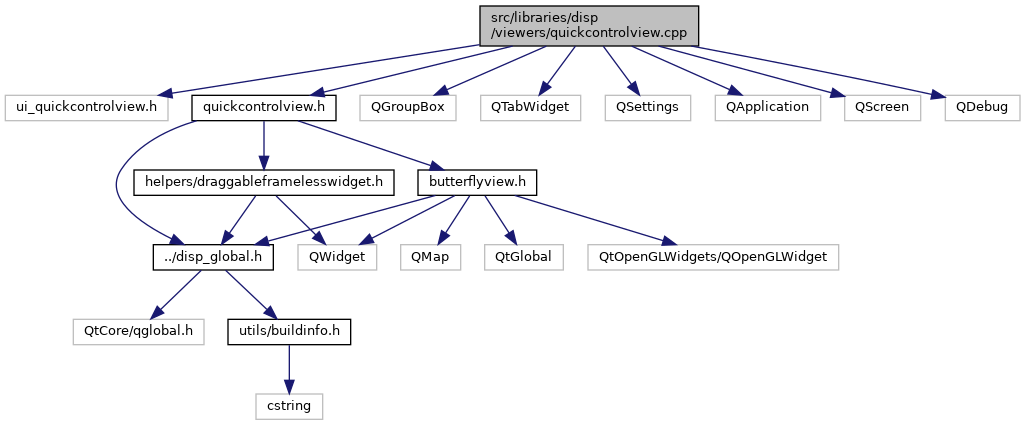 src/libraries/disp
/viewers/quickcontrolview.cpp
ui_quickcontrolview.h
quickcontrolview.h
QGroupBox
QTabWidget
QSettings
QApplication
QScreen
QDebug
helpers/draggableframelesswidget.h
butterflyview.h
../disp_global.h
QWidget
QMap
QtGlobal
QtOpenGLWidgets/QOpenGLWidget
QtCore/qglobal.h
utils/buildinfo.h
cstring